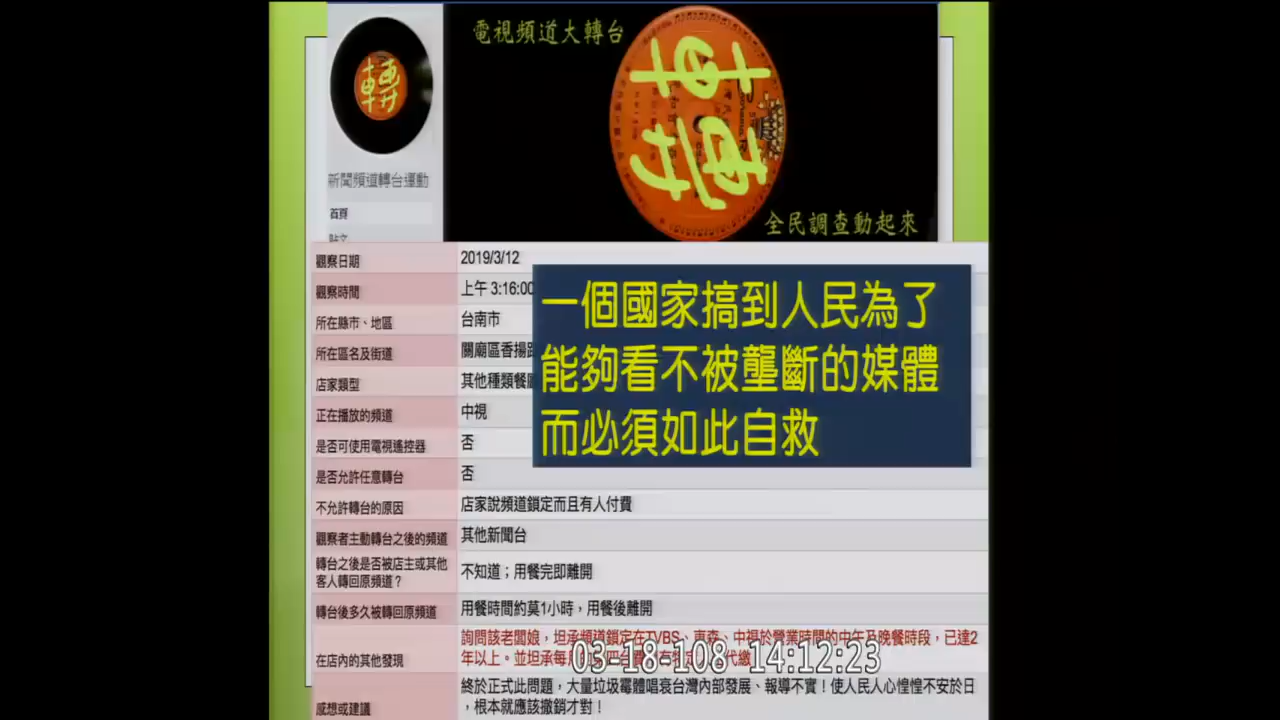 轉
新聞頻道轉台運動
首頁
貼文
電視頻道大轉台
轉
全民調查動起來
觀察日期 2019/3/12
觀察時間 上午 3:16:00
所在縣市、地區 台南市
所在區名及街道 關廟區香揚路
店家類型 其他種類餐廳
正在播放的頻道 中視
是否可使用電視遙控器 否
是否允許任意轉台 否
不允許轉台的原因 店家說頻道鎖定而且有人付費
觀察者主動轉台之後的頻道 其他新聞台
轉台之後是否被店主或其他
客人轉回原頻道？ 不知道；用餐完即離開
轉台後多久被轉回原頻道 用餐時間約莫1小時，用餐後離開
在店內的其他發現
詢問該老闆娘，坦承頻道鎖定在TVBS、東森、中視於營業時間的中午及晚餐時段，已達2
年以上。並坦承每月 四台費 有特定 代繳
感想或建議
終於正式此問題，大量垃圾霉體唱衰台灣內部發展、報導不實！使人民人心惶惶不安於日
，根本就應該撤銷才對！
一個國家搞到人民為了
能夠看不被壟斷的媒體
而必須如此自救
03-18-108 14:12:23